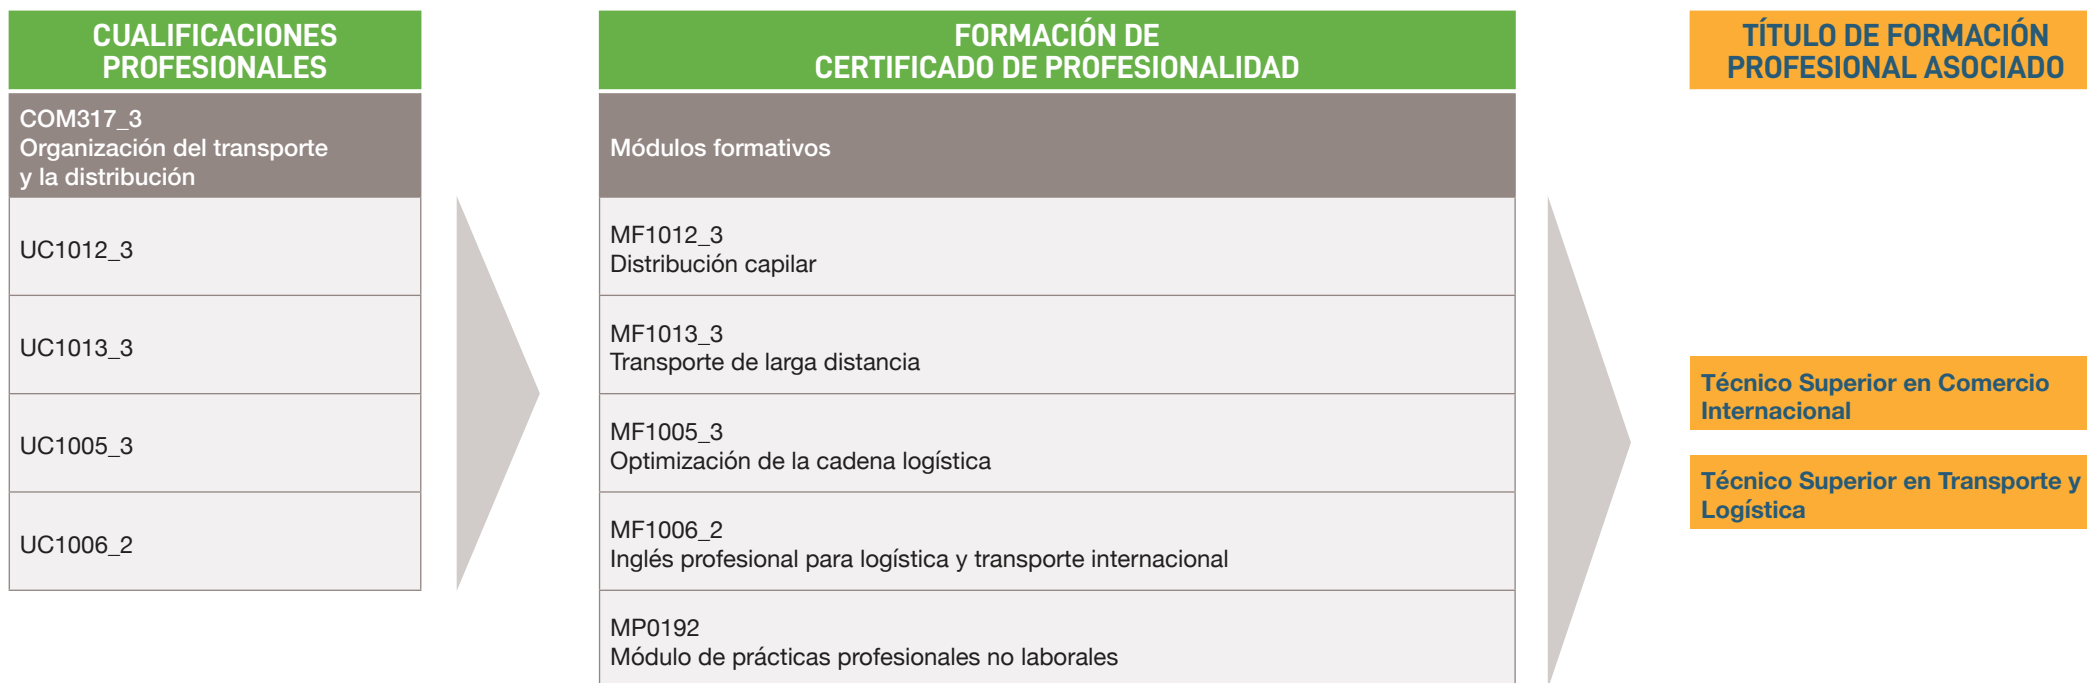 CUALIFICACIONES
PROFESIONALES
COM317_3
Organización del transporte
y la distribución
UC1012_3
UC1013_3
UC1005_3
UC1006_2
FORMACIÓN DE
CERTIFICADO DE PROFESIONALIDAD
Módulos formativos
MF1012_3
Distribución capilar
MF1013_3
Transporte de larga distancia
MF1005_3
Optimización de la cadena logística
MF1006_2
Inglés profesional para logística y transporte internacional
MP0192
Módulo de prácticas profesionales no laborales
TÍTULO DE FORMACIÓN
PROFESIONAL ASOCIADO
Técnico Superior en Comercio
Internacional
Técnico Superior en Transporte y
Logística